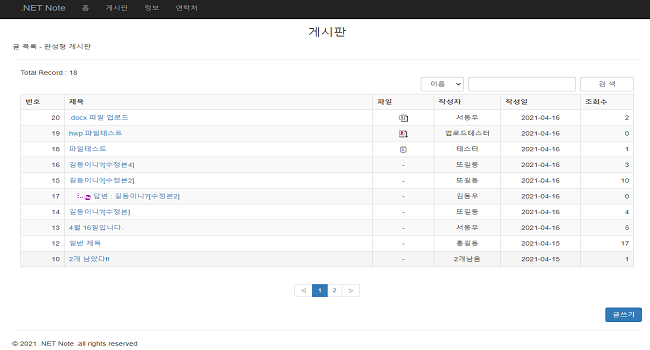 .NET Note 홈 게시판 정보 연락처
게시판
글 목록 - 완성형 게시판
Total Record : 18
이름 검 색
번호 제목 파일 작성자 작성일 조회수
20 .docx 파일 업로드 서동우 2021-04-16 2
19 hwp 파일테스트 업로드테스터 2021-04-16 0
18 파일테스트 테스터 2021-04-16 1
16 길동이니?[수정본4] - 또길동 2021-04-16 3
15 길동이니?[수정본2] - 또길동 2021-04-16 10
17 답변 : 길동이니?[수정본2] - 김동우 2021-04-16 0
14 길동이니?[수정본] - 또길동 2021-04-16 4
13 4월 16일입니다. - 서동우 2021-04-16 5
12 일반 제목 - 홍길동 2021-04-15 17
10 2개 남았다!! - 2개남음 2021-04-15 1
◁ 1 2 ▷
글쓰기
© 2021 .NET Note .all rights reserved